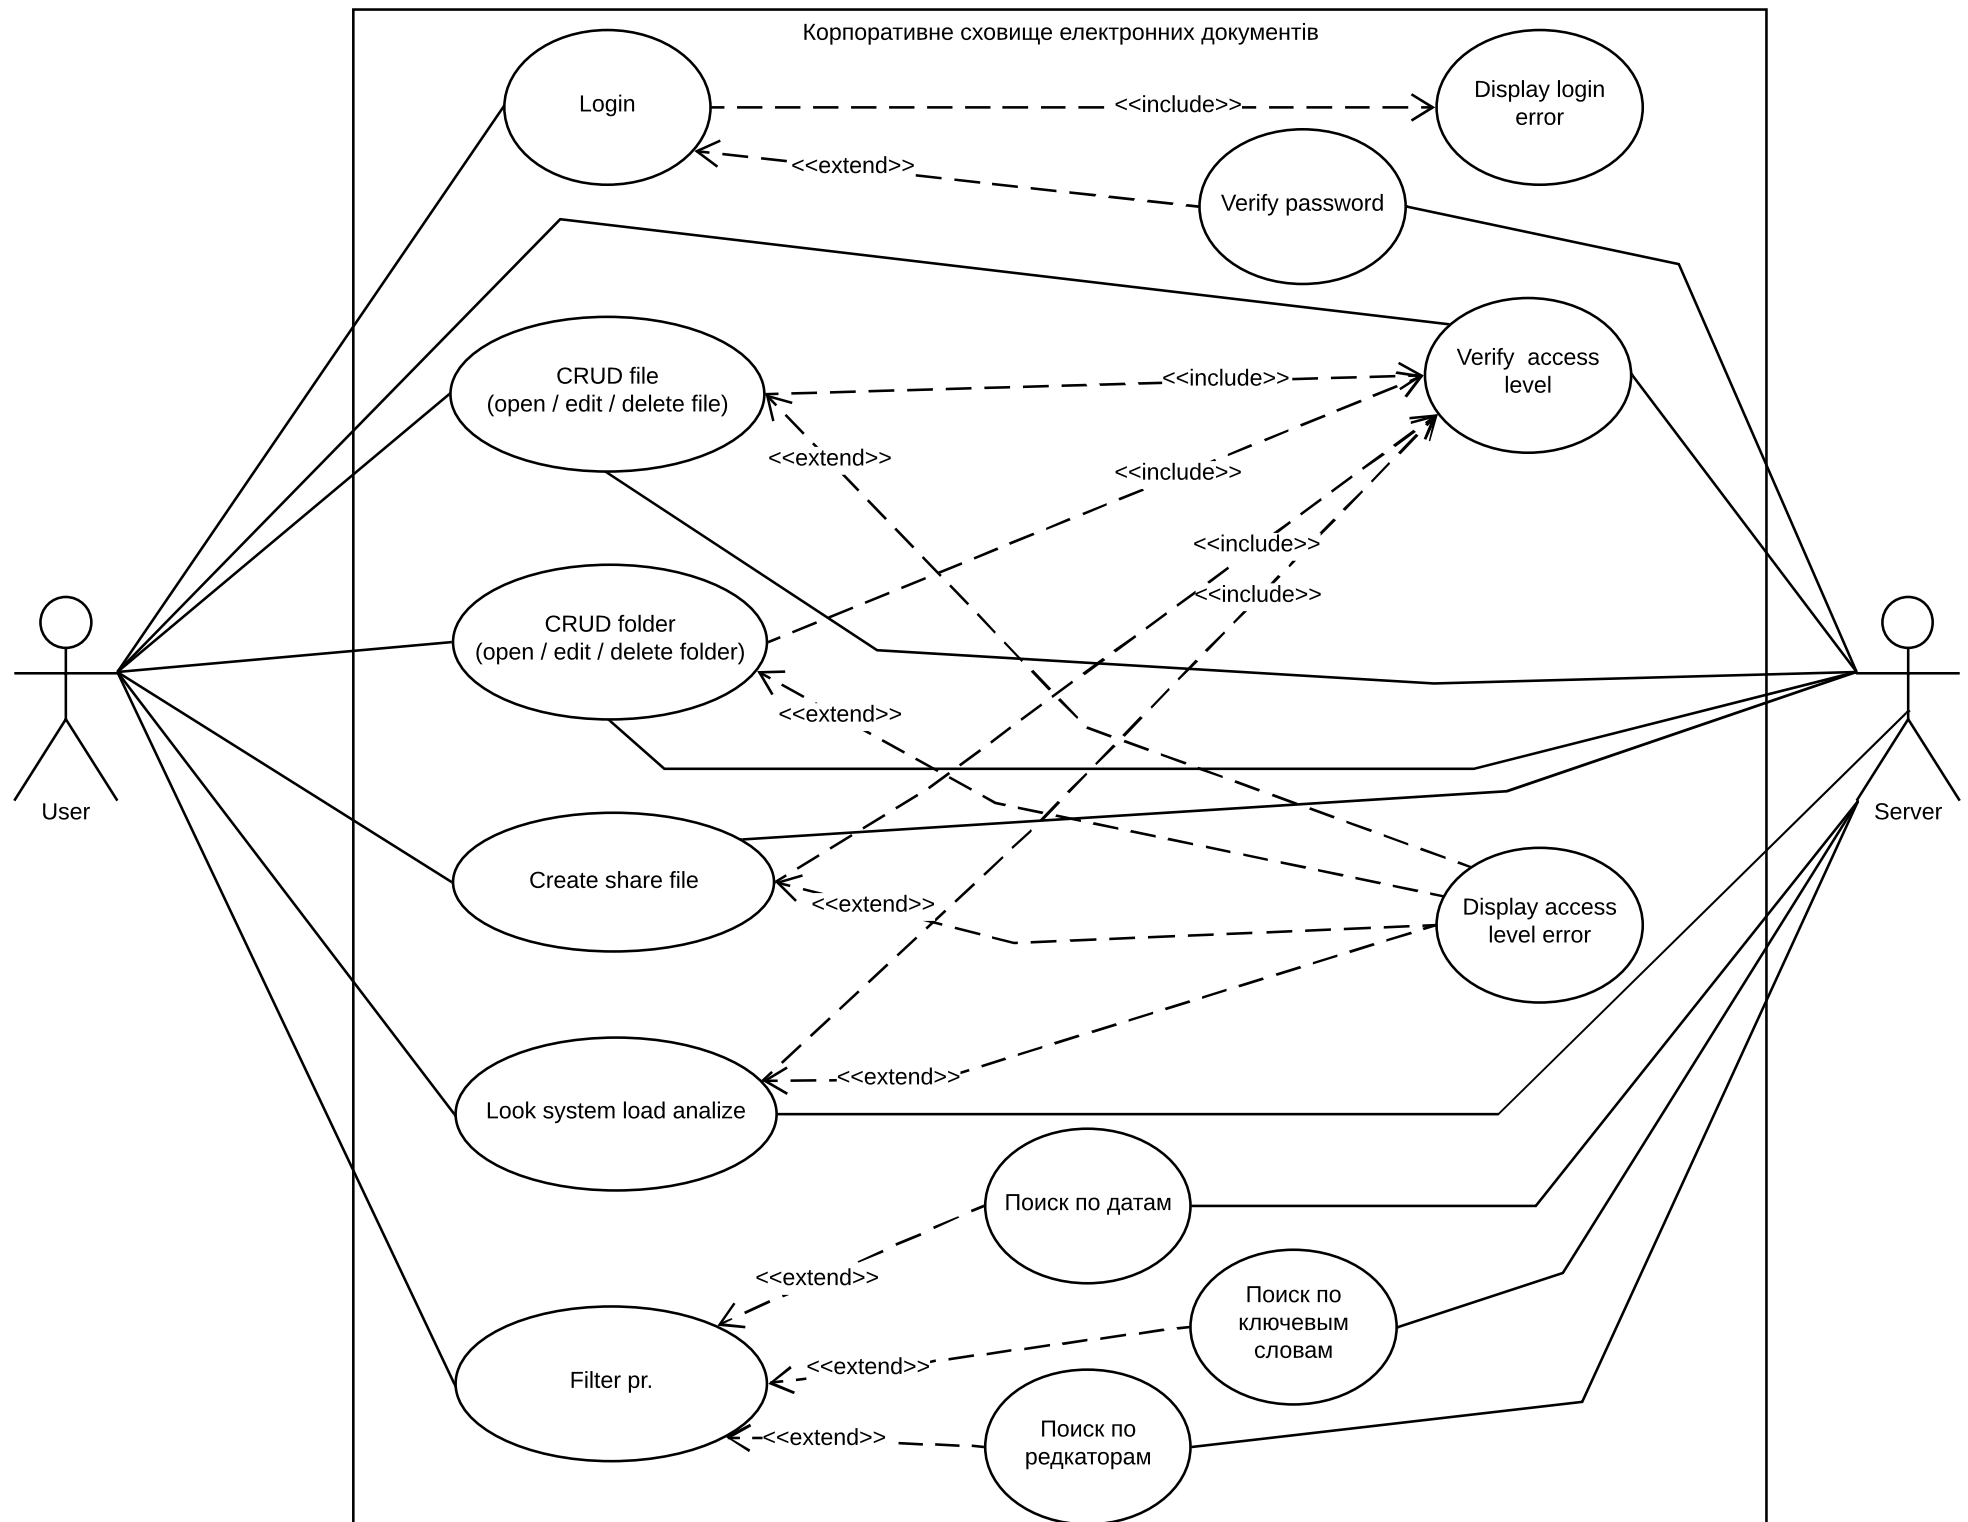 Корпоративне сховище електронних документів
Login
<<include>>
Display login
error
<<extend>>
Verify password
CRUD file
(open / edit / delete file)
<<include>>
Verify access
level
<<extend>>
<<include>>
<<include>>
<<include>>
CRUD folder
(open / edit / delete folder)
<<extend>>
User
Server
Create share file
<<extend>>
Display access
level error
<<extend>>
Look system load analize
Поиск по датам
<<extend>>
Поиск по
ключевым
словам
<<extend>>
Filter pr.
<<extend>>
Поиск по
редкаторам